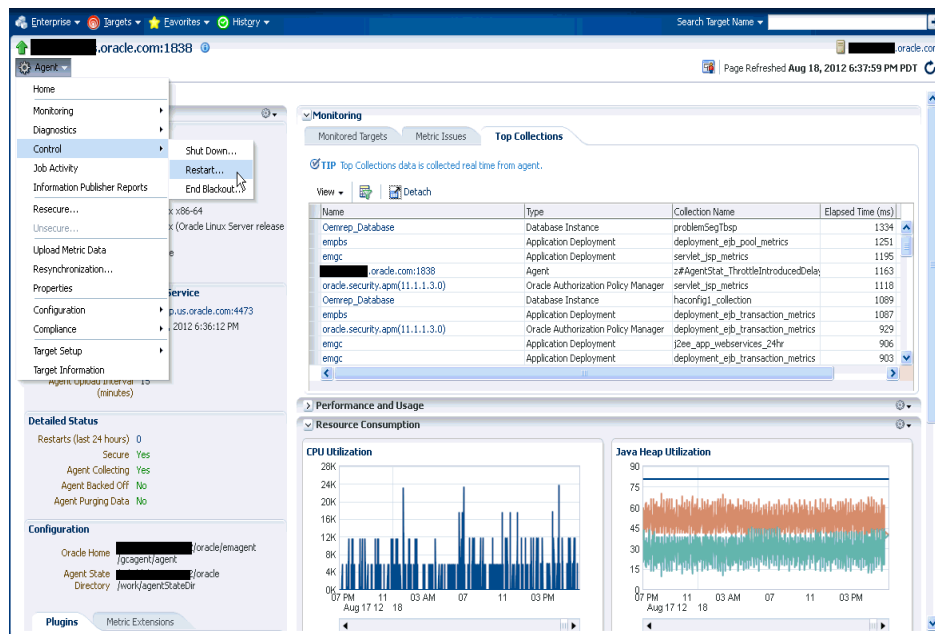 Enterprise Targets Favorites History Search Target Name
.oracle.com:1838 .oracle.com
Agent Page Refreshed Aug 18, 2012 6:37:59 PM PDT
Home
Monitoring
Diagnostics
Control
Job Activity
Information Publisher Reports
Resecure...
Unsecure...
Upload Metric Data
Resynchronization...
Properties
Configuration
Compliance
Target Setup
Target Information
Shut Down...
Restart...
End Blackout...
x x86-64
x (Oracle Linux Server release
e
Service
p.us.oracle.com:4473
, 2012 6:36:12 PM
Agent Upload Interval 15
(minutes)
Detailed Status
Restarts (last 24 hours) 0
Secure Yes
Agent Collecting Yes
Agent Backed Off No
Agent Purging Data No
Configuration
Oracle Home /oracle/emagent
/gcagent/agent
Agent State /oracle
Directory /work/agentStateDir
Plugins Metric Extensions
Monitoring
Monitored Targets Metric Issues Top Collections
TIP Top Collections data is collected real time from agent.
View Detach
Name Type Collection Name Elapsed Time (ms)
Oemrep_Database Database Instance problemSegTbsp 1334
empbs Application Deployment deployment_ejb_pool_metrics 1251
emgc Application Deployment servlet_jsp_metrics 1195
.oracle.com:1838 Agent z#AgentStat_ThrottleIntroducedDelay 1163
oracle.security.apm(11.1.1.3.0) Oracle Authorization Policy Manager servlet_jsp_metrics 1118
Oemrep_Database Database Instance haconfig1_collection 1089
empbs Application Deployment deployment_ejb_transaction_metrics 1087
oracle.security.apm(11.1.1.3.0) Oracle Authorization Policy Manager deployment_ejb_transaction_metrics 929
emgc Application Deployment j2ee_app_webservices_24hr 906
emgc Application Deployment deployment_ejb_transaction_metrics 903
Performance and Usage
Resource Consumption
CPU Utilization
28K
24K
20K
16K
12K
8K
4K
0K
07 PM 11 03 AM 07 11 03 PM
Aug 17 12 18
Java Heap Utilization
90
75
60
45
30
15
0
07 PM 11 03 AM 07 11 03 PM
Aug 17 12 18